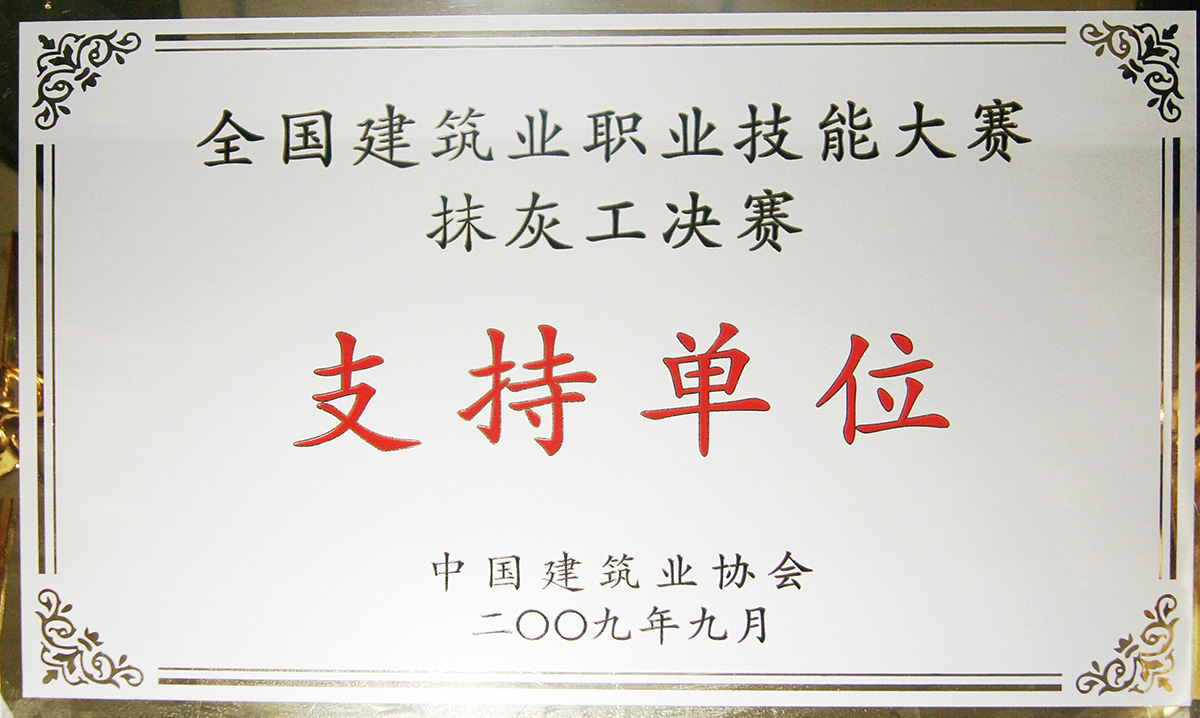 全国建筑业职业技能大赛
抹灰工决赛
支持单位
中国建筑业协会
二〇〇九年九月